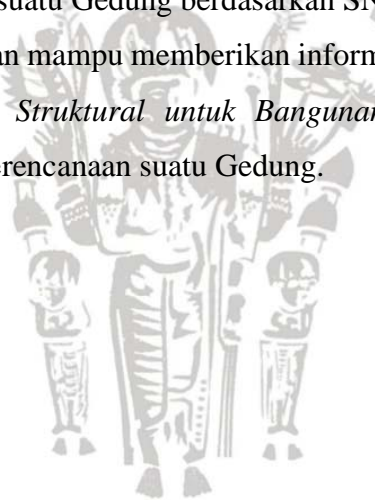 suatu Gedung berdasarkan SN
an mampu memberikan inform
Struktural untuk Bangunan
erencanaan suatu Gedung.